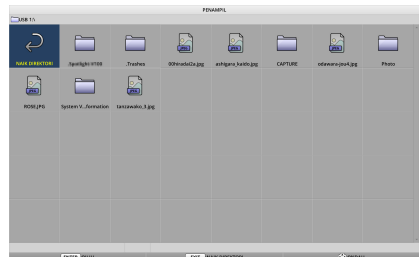 PENAMPIL
USB 1:\
NAIK DIREKTORI
.Spotlight-V100
.Trashes
00hiradai2a.jpg
ashigara_kaido.jpg
CAPTURE
odawara-jou4.jpg
Photo
ROSE.JPG
System V...formation
tanzawako_3.jpg